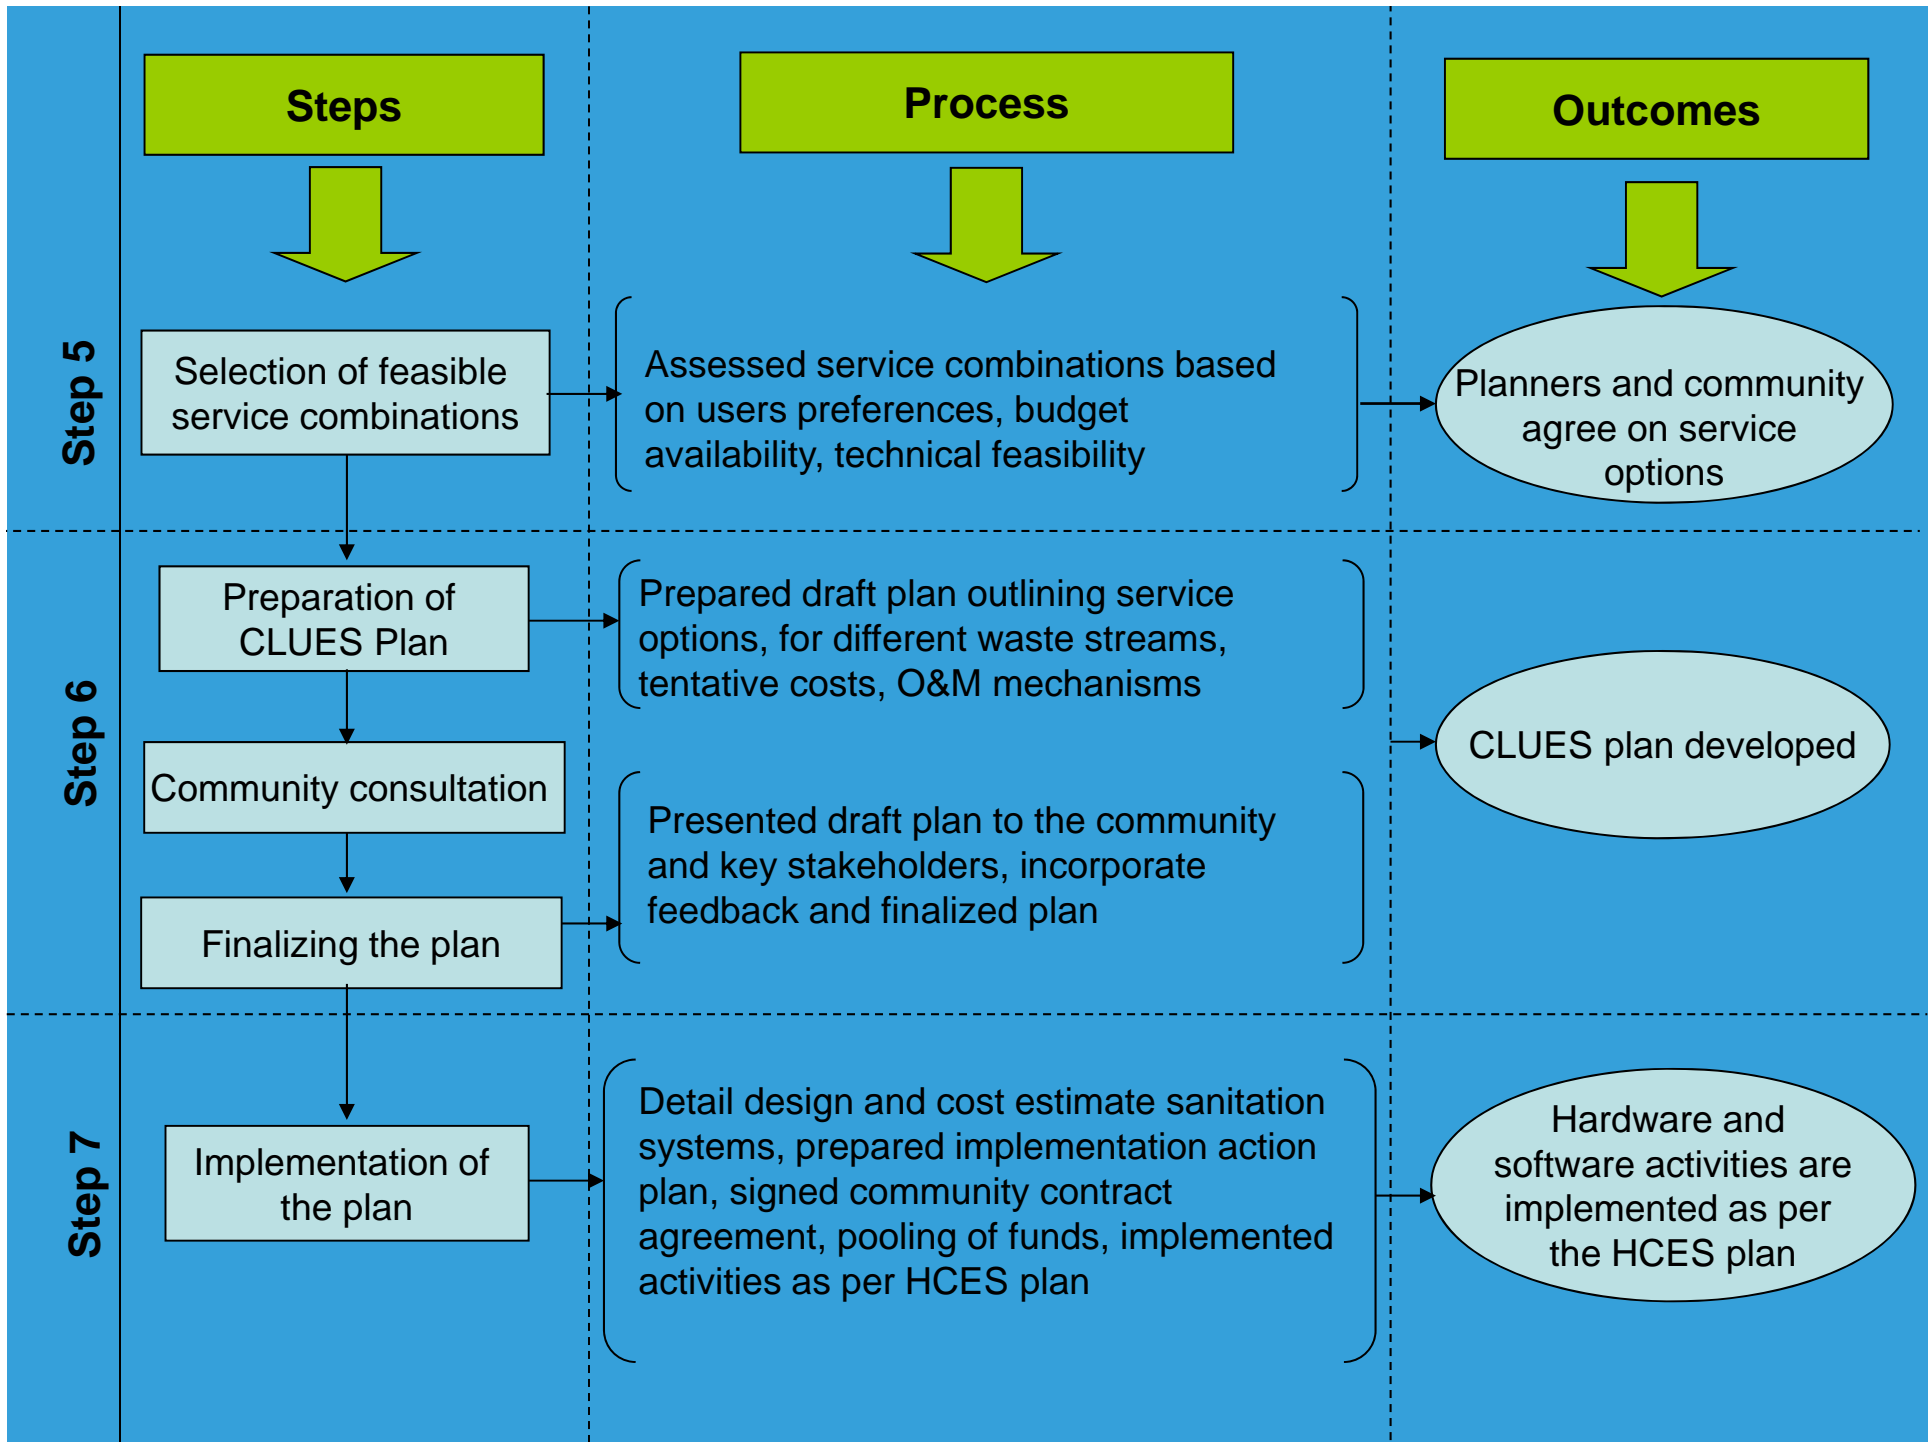 Steps
Process
Outcomes
Step 5
Selection of feasible
service combinations
Assessed service combinations based
on users preferences, budget
availability, technical feasibility
Planners and community
agree on service
options
Step 6
Preparation of
CLUES Plan
Prepared draft plan outlining service
options, for different waste streams,
tentative costs, O&M mechanisms
Community consultation
CLUES plan developed
Presented draft plan to the community
and key stakeholders, incorporate
feedback and finalized plan
Finalizing the plan
Step 7
Implementation of
the plan
Detail design and cost estimate sanitation
systems, prepared implementation action
plan, signed community contract
agreement, pooling of funds, implemented
activities as per HCES plan
Hardware and
software activities are
implemented as per
the HCES plan